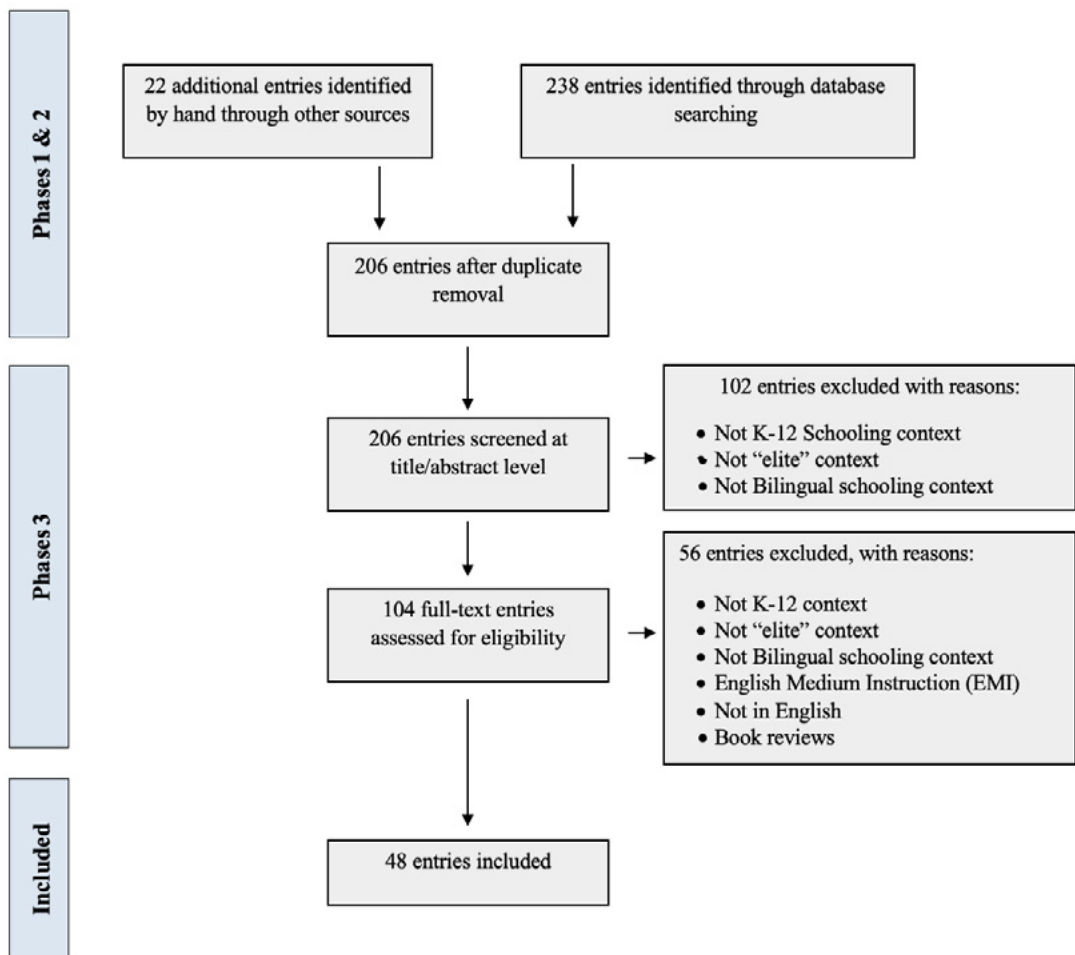 Phases 1 & 2
22 additional entries identified
by hand through other sources
238 entries identified through database
searching
206 entries after duplicate
removal
Phases 3
206 entries screened at
title/abstract level
102 entries excluded with reasons:
• Not K-12 Schooling context
• Not “elite” context
• Not Bilingual schooling context
104 full-text entries
assessed for eligibility
56 entries excluded, with reasons:
• Not K-12 context
• Not “elite” context
• Not Bilingual schooling context
• English Medium Instruction (EMI)
• Not in English
• Book reviews
Included
48 entries included